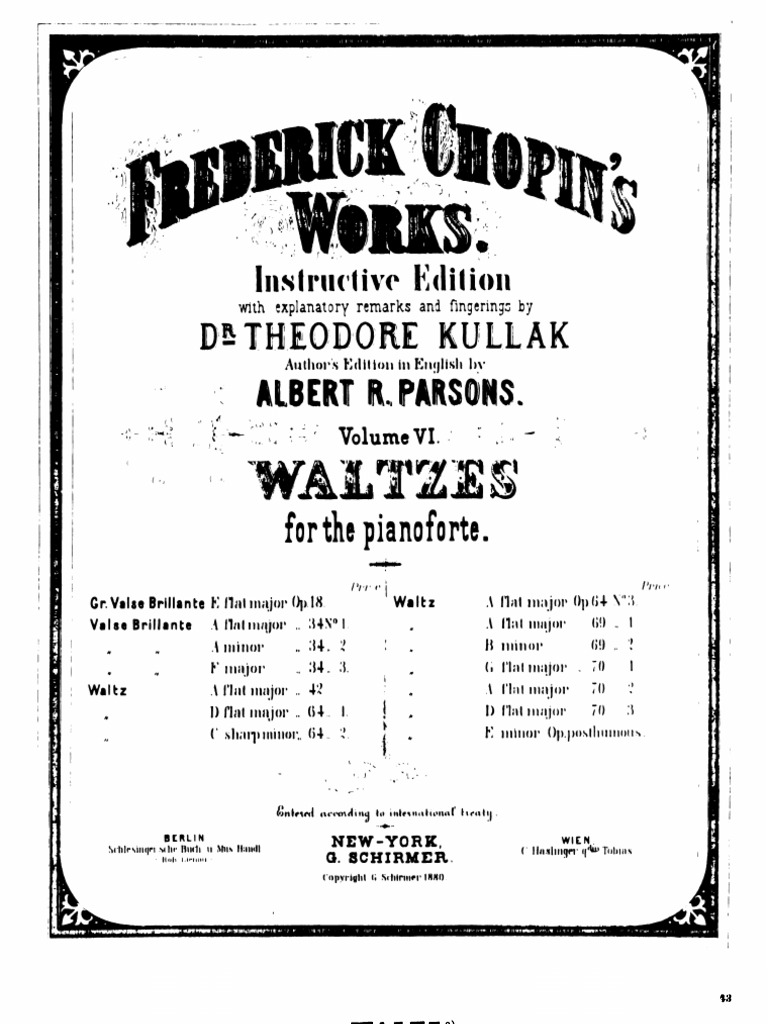 FREDERICK CHOPIN'S
WORKS.
Instructive Edition
with explanatory remarks and fingerings by
DR THEODORE KULLAK
Author's Edition in English by
ALBERT R. PARSONS.
Volume VI.
WALTZES
for the pianoforte.
Price
Gr. Valse Brillante E flat major Op 18.
Valse Brillante A flat major „ 34 No 1.
„ „ A minor „ 34 „ 2
„ „ F major „ 34 „ 3.
Waltz A flat major „ 42
„ D flat major „ 64 „ 1.
„ C sharp minor „ 64 „ 2.
Price
Waltz A flat major Op 64 No 3.
„ A flat major 69 „ 1
„ B minor 69 „ 2
„ G flat major „ 70 1
„ A flat major 70 2
„ D flat major 70 3
„ E minor Op. posthumous.
Entered according to international treaty.
BERLIN
Schlesinger'sche Buch u Mus Handl
NEW-YORK,
G. SCHIRMER.
Copyright G Schirmer 1880
WIEN
C Haslinger qdm Tobias
43